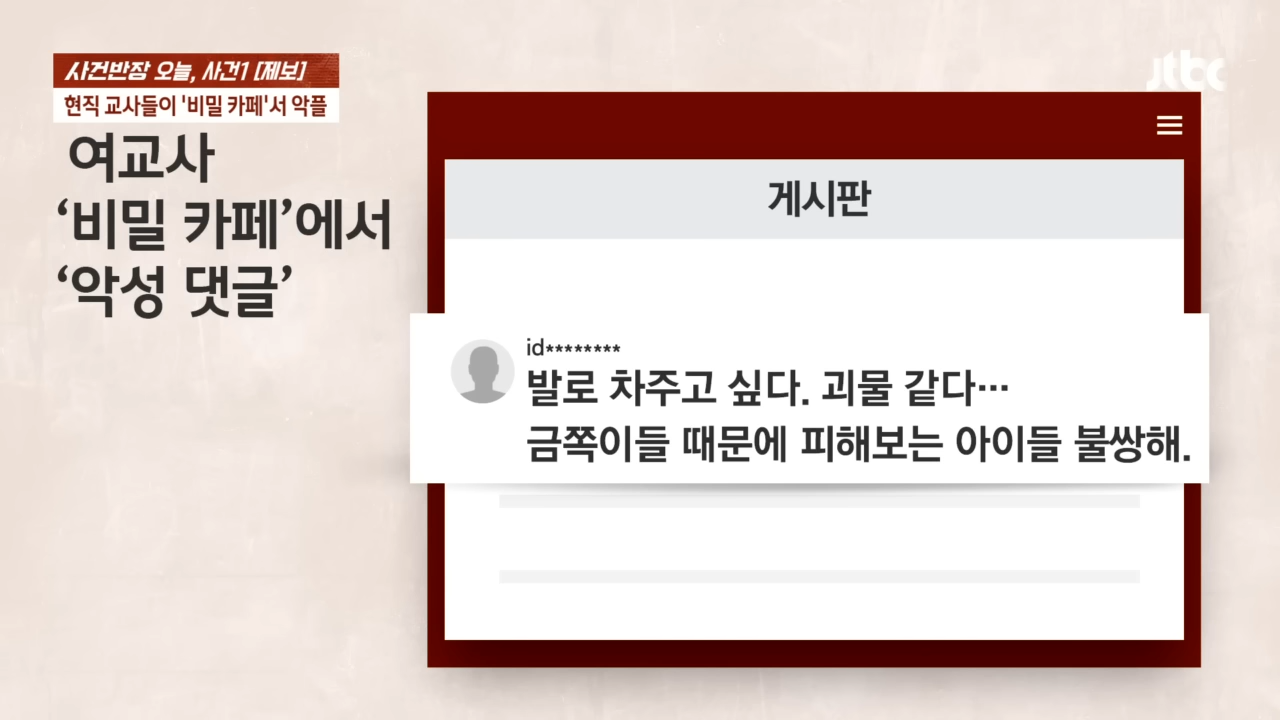 사건반장 오늘, 사건1 [제보]
현직 교사들이 '비밀 카페'서 악플
jtbc
여교사
‘비밀 카페’에서
‘악성 댓글’
게시판
id********
발로 차주고 싶다. 괴물 같다…
금쪽이들 때문에 피해보는 아이들 불쌍해.